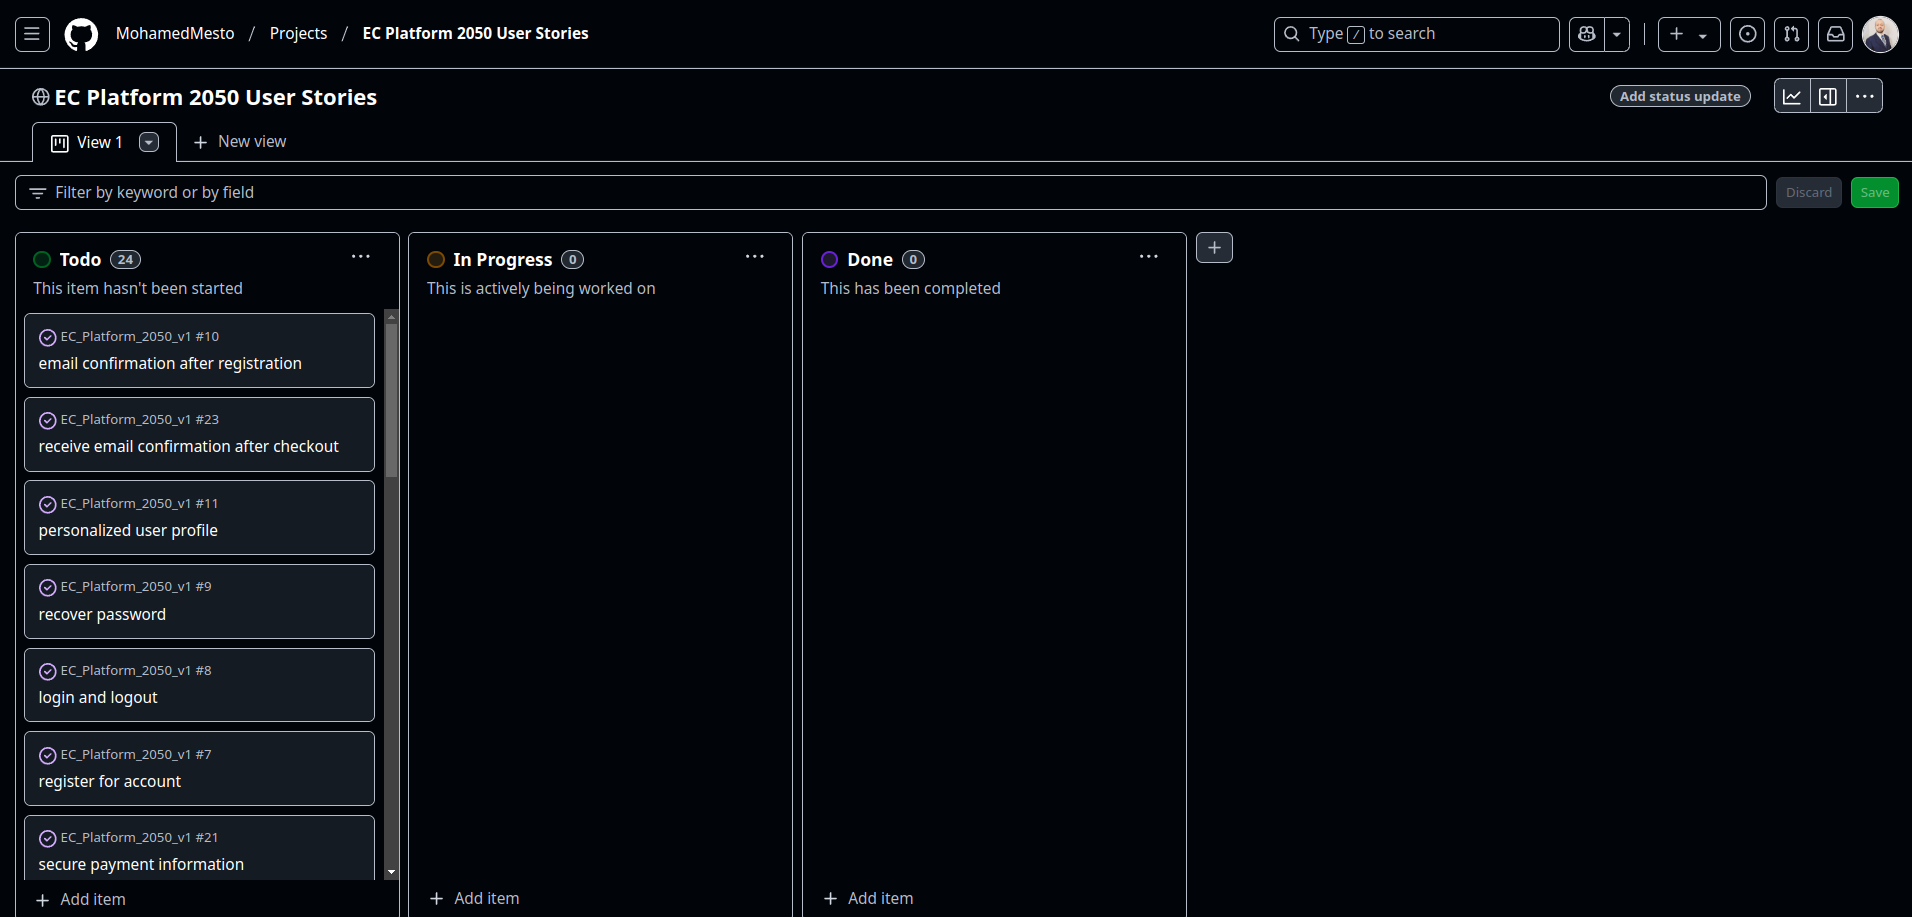 MohamedMesto / Projects / EC Platform 2050 User Stories
Type / to search
EC Platform 2050 User Stories
Add status update
View 1
New view
Filter by keyword or by field
Discard
Save
Todo 24
This item hasn't been started
EC_Platform_2050_v1 #10
email confirmation after registration
EC_Platform_2050_v1 #23
receive email confirmation after checkout
EC_Platform_2050_v1 #11
personalized user profile
EC_Platform_2050_v1 #9
recover password
EC_Platform_2050_v1 #8
login and logout
EC_Platform_2050_v1 #7
register for account
EC_Platform_2050_v1 #21
secure payment information
Add item
In Progress 0
This is actively being worked on
Add item
Done 0
This has been completed
Add item